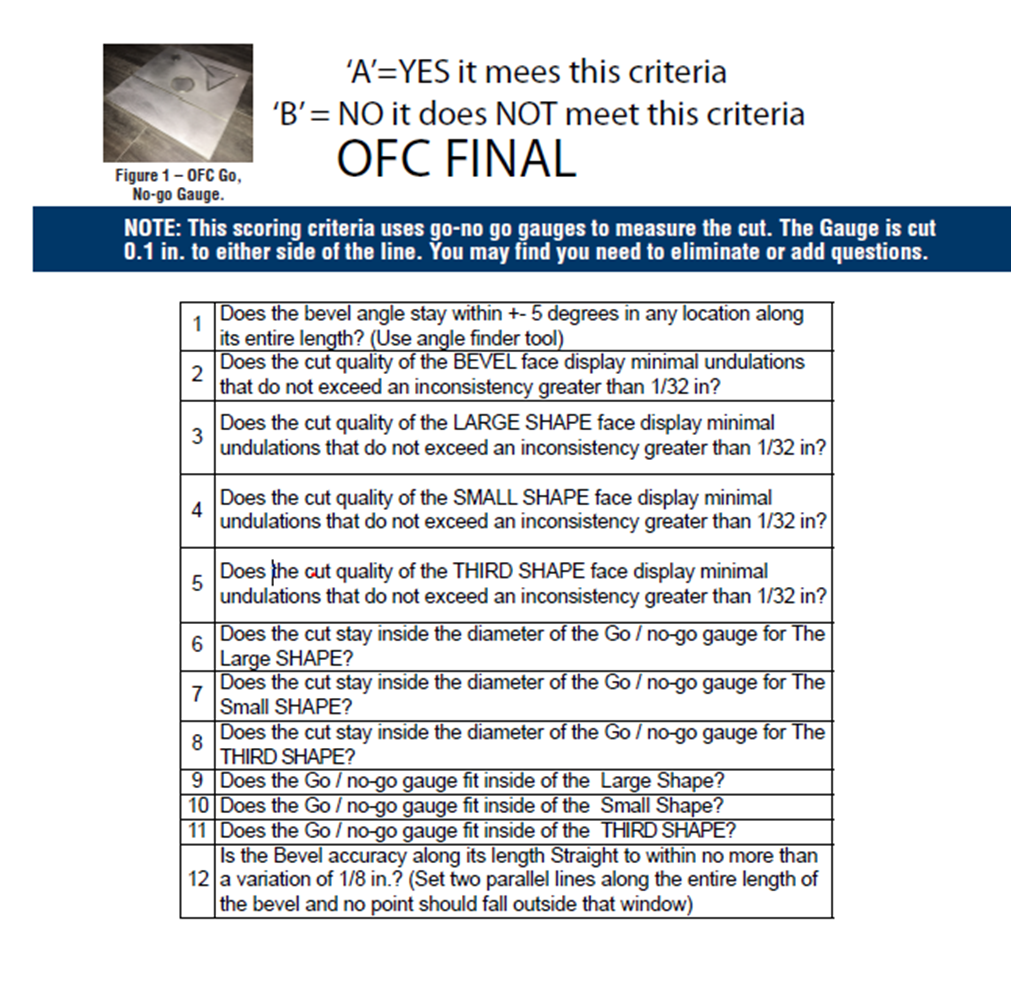 ‘A’=YES it mees this criteria
‘B’ = NO it does NOT meet this criteria
OFC FINAL
Figure 1 – OFC Go,
No-go Gauge.
NOTE: This scoring criteria uses go-no go gauges to measure the cut. The Gauge is cut
0.1 in. to either side of the line. You may find you need to eliminate or add questions.
1 Does the bevel angle stay within +- 5 degrees in any location along
its entire length? (Use angle finder tool)
2 Does the cut quality of the BEVEL face display minimal undulations
that do not exceed an inconsistency greater than 1/32 in?
3 Does the cut quality of the LARGE SHAPE face display minimal
undulations that do not exceed an inconsistency greater than 1/32 in?
4 Does the cut quality of the SMALL SHAPE face display minimal
undulations that do not exceed an inconsistency greater than 1/32 in?
5 Does the cut quality of the THIRD SHAPE face display minimal
undulations that do not exceed an inconsistency greater than 1/32 in?
6 Does the cut stay inside the diameter of the Go / no-go gauge for The
Large SHAPE?
7 Does the cut stay inside the diameter of the Go / no-go gauge for The
Small SHAPE?
8 Does the cut stay inside the diameter of the Go / no-go gauge for The
THIRD SHAPE?
9 Does the Go / no-go gauge fit inside of the Large Shape?
10 Does the Go / no-go gauge fit inside of the Small Shape?
11 Does the Go / no-go gauge fit inside of the THIRD SHAPE?
12 Is the Bevel accuracy along its length Straight to within no more than
a variation of 1/8 in.? (Set two parallel lines along the entire length of
the bevel and no point should fall outside that window)